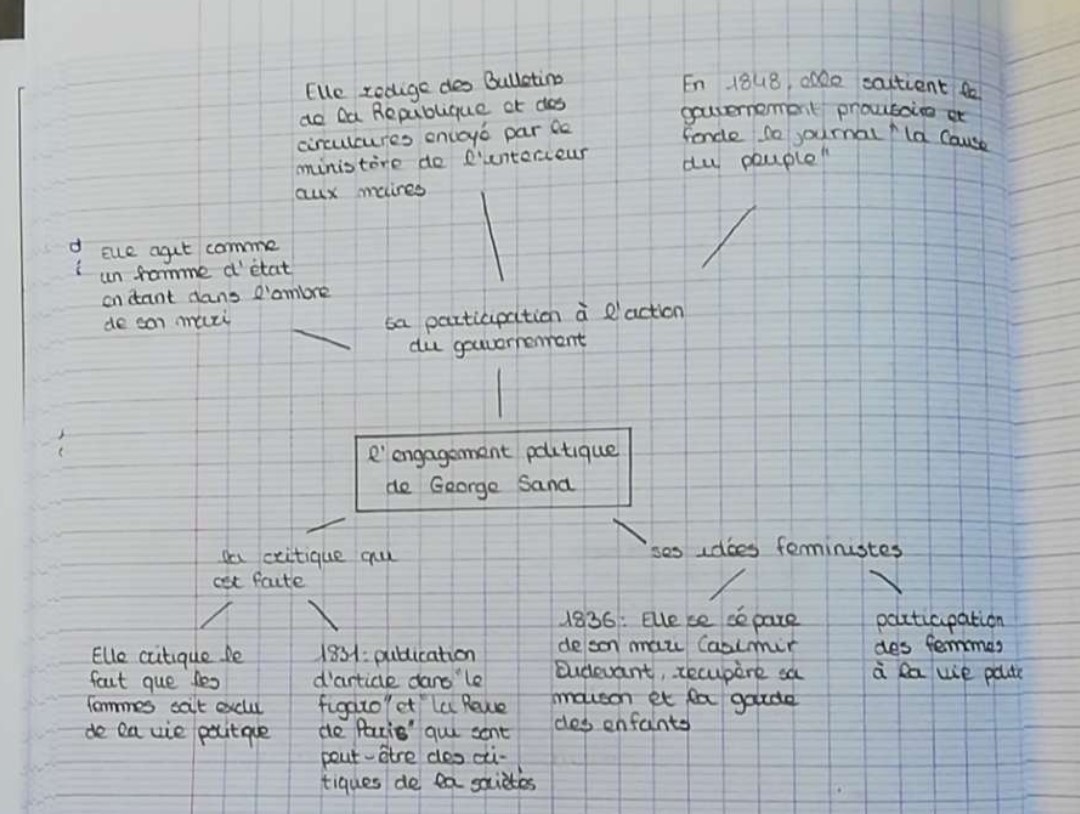 Elle rédige des Bulletins
de la République et des
circulaires envoyé par le
ministère de l'interieur
aux maires
En 1848, elle soutient le
gouvernement provisoire et
fonde le journal "la Cause
du peuple"
d
i
Elle agit comme
un homme d'état
en étant dans l'ombre
de son mari
sa participation à l'action
du gouvernement
l'engagement politique
de George Sand
la critique qui
est faite
ses idées feministes
Elle critique le
fait que les
femmes soit exclu
de la vie politque
1831: publication
d'article dans "le
figaro" et "La Revue
de Paris" qui sont
peut-être des cri-
tiques de la sociétés
1836: Elle se sépare
de son mari Casimir
Dudevant, recupère sa
maison et la garde
des enfants
participation
des femmes
à la vie polite